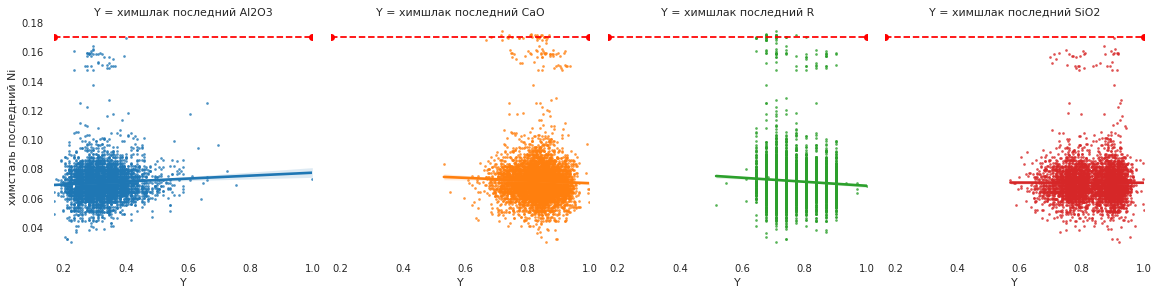 Y = химшлак последний Al2O3
Y = химшлак последний CaO
Y = химшлак последний R
Y = химшлак последний SiO2
химсталь последний Ni
0.18
0.16
0.14
0.12
0.10
0.08
0.06
0.04
0.2 0.4 0.6 0.8 1.0
0.2 0.4 0.6 0.8 1.0
0.2 0.4 0.6 0.8 1.0
0.2 0.4 0.6 0.8 1.0
Y
Y
Y
Y